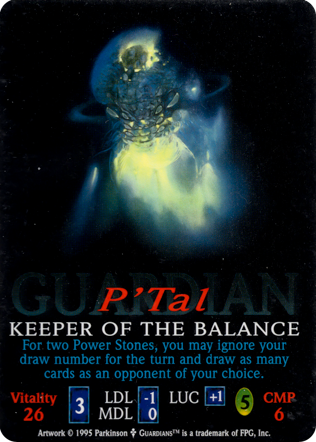 GUARDIAN
P'Tal
KEEPER OF THE BALANCE
For two Power Stones, you may ignore your
draw number for the turn and draw as many
cards as an opponent of your choice.
Vitality 3 LDL -1 LUC +1 5 CMP
26 MDL 0 6
Artwork © 1995 Parkinson ✢ GUARDIANS™ is a trademark of FPG, Inc.